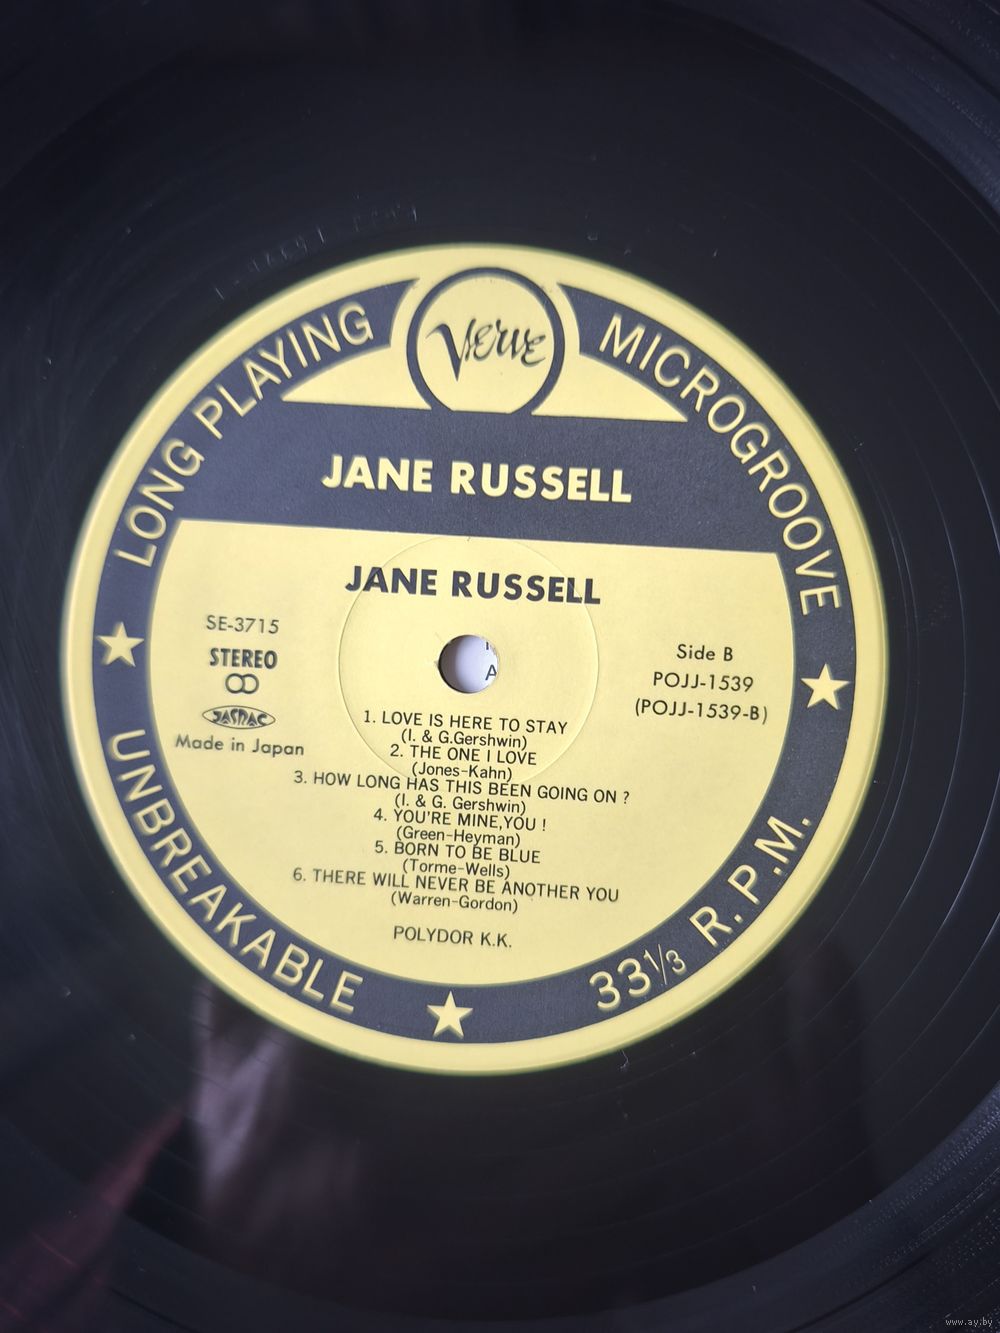 Verve
LONG PLAYING
MICROGROOVE
JANE RUSSELL
JANE RUSSELL
SE-3715
STEREO
JASRAC
Made in Japan
Side B
POJJ-1539
(POJJ-1539-B)
A
1. LOVE IS HERE TO STAY
(I. & G.Gershwin)
2. THE ONE I LOVE
(Jones-Kahn)
3. HOW LONG HAS THIS BEEN GOING ON ?
(I. & G. Gershwin)
4. YOU'RE MINE,YOU !
(Green-Heyman)
5. BORN TO BE BLUE
(Torme-Wells)
6. THERE WILL NEVER BE ANOTHER YOU
(Warren-Gordon)
POLYDOR K.K.
UNBREAKABLE
33⅓ R.P.M.
www.ay.by